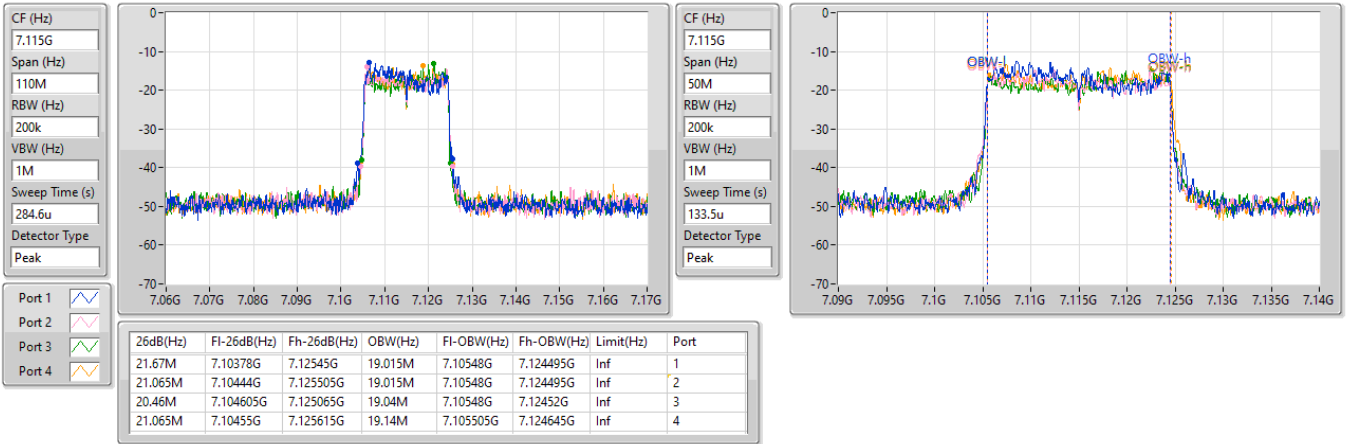 CF (Hz)
7.115G
Span (Hz)
110M
RBW (Hz)
200k
VBW (Hz)
1M
Sweep Time (s)
284.6u
Detector Type
Peak
0-
-10-
-20-
-30-
-40-
-50-
-60-
-70-
7.06G 7.07G 7.08G 7.09G 7.1G 7.11G 7.12G 7.13G 7.14G 7.15G 7.16G 7.17G
CF (Hz)
7.115G
Span (Hz)
50M
RBW (Hz)
200k
VBW (Hz)
1M
Sweep Time (s)
133.5u
Detector Type
Peak
0-
-10-
-20-
-30-
-40-
-50-
-60-
-70-
OBW-l
OBW-h
OBW-h
7.09G 7.095G 7.1G 7.105G 7.11G 7.115G 7.12G 7.125G 7.13G 7.135G 7.14G
Port 1
Port 2
Port 3
Port 4
26dB(Hz) Fl-26dB(Hz) Fh-26dB(Hz) OBW(Hz) Fl-OBW(Hz) Fh-OBW(Hz) Limit(Hz) Port
21.67M 7.10378G 7.12545G 19.015M 7.10548G 7.124495G Inf 1
21.065M 7.10444G 7.125505G 19.015M 7.10548G 7.124495G Inf 2
20.46M 7.104605G 7.125065G 19.04M 7.10548G 7.12452G Inf 3
21.065M 7.10455G 7.125615G 19.14M 7.105505G 7.124645G Inf 4